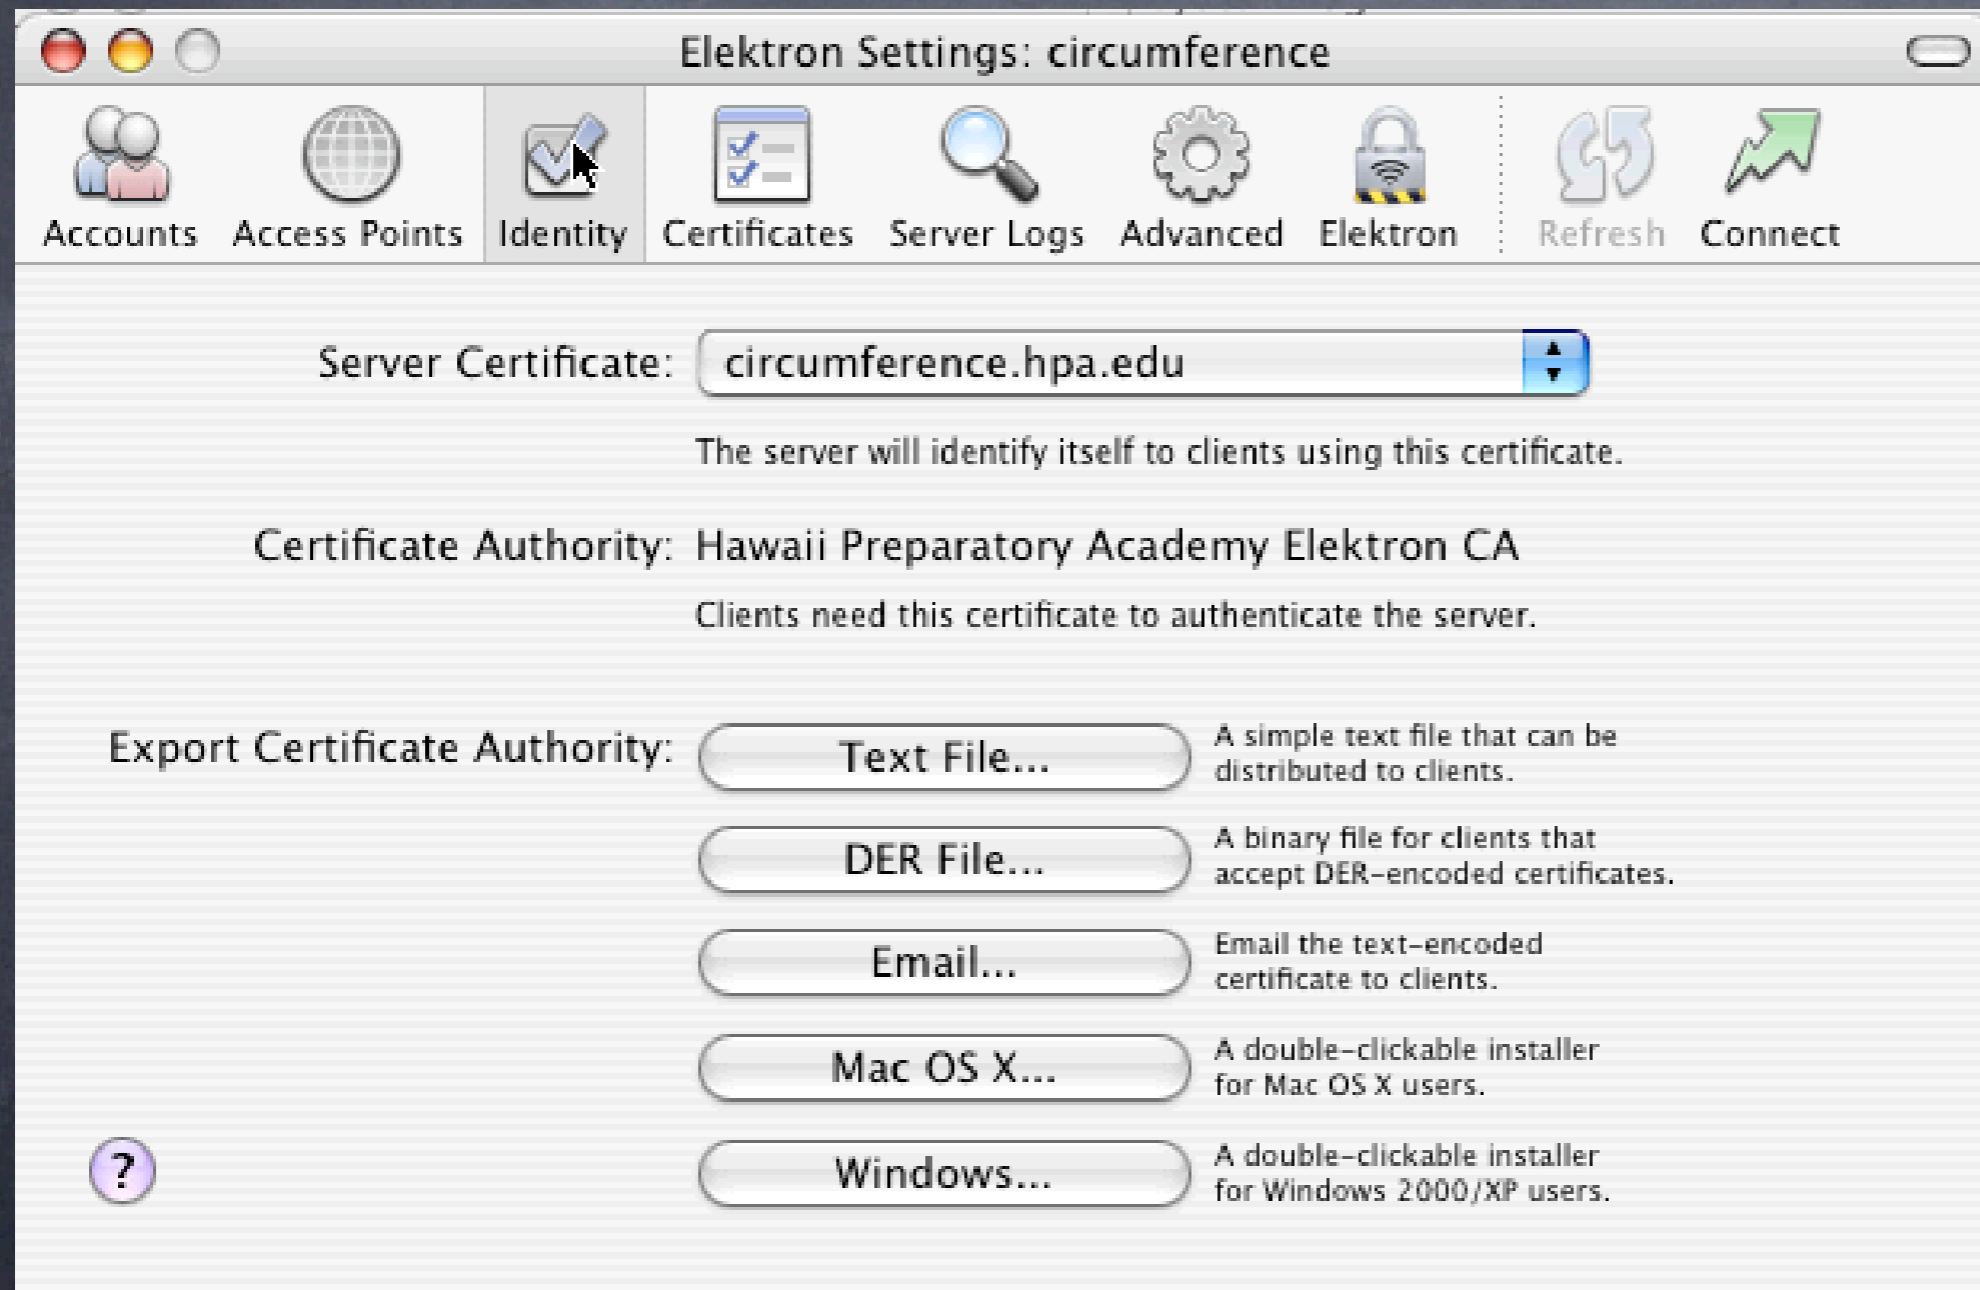 Elektron Settings: circumference
Accounts Access Points Identity Certificates Server Logs Advanced Elektron Refresh Connect
Server Certificate: circumference.hpa.edu
The server will identify itself to clients using this certificate.
Certificate Authority: Hawaii Preparatory Academy Elektron CA
Clients need this certificate to authenticate the server.
Export Certificate Authority: Text File... A simple text file that can be
distributed to clients.
DER File... A binary file for clients that
accept DER-encoded certificates.
Email... Email the text-encoded
certificate to clients.
Mac OS X... A double-clickable installer
for Mac OS X users.
? Windows... A double-clickable installer
for Windows 2000/XP users.